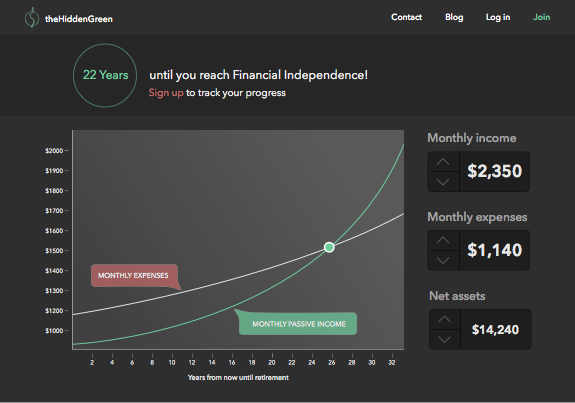 theHiddenGreen
Contact Blog Log in Join
22 Years until you reach Financial Independence!
Sign up to track your progress
Monthly income
$2,350
Monthly expenses
$1,140
Net assets
$14,240
$2000
$1900
$1800
$1700
$1600
$1500
$1400
$1300
$1200
$1000
MONTHLY EXPENSES
MONTHLY PASSIVE INCOME
2 4 6 8 10 12 14 16 18 20 22 24 26 28 30 32
Years from now until retirement